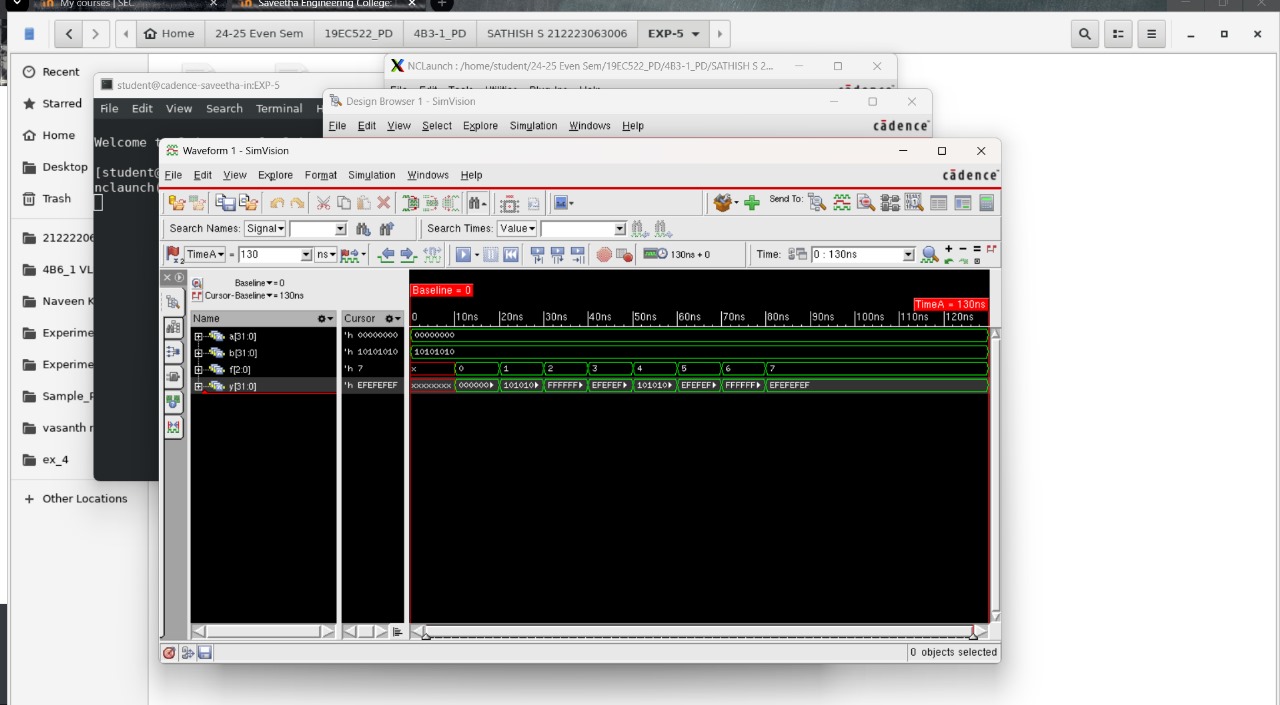 My courses | SEC
Saveetha Engineering College:
Home 24-25 Even Sem 19EC522_PD 4B3-1_PD SATHISH S 212223063006 EXP-5
Recent
Starred
Home
Desktop
Trash
21222206
4B6_1 VL
Naveen K
Experime
Experime
Sample_P
vasanth r
ex_4
Other Locations
student@cadence-saveetha-in:EXP-5
File Edit View Search Terminal H
Welcome t
[student@
nclaunch
NCLaunch : /home/student/24-25 Even Sem/19EC522_PD/4B3-1_PD/SATHISH S 2...
Design Browser 1 - SimVision
File Edit View Select Explore Simulation Windows Help
cādence
Waveform 1 - SimVision
File Edit View Explore Format Simulation Windows Help
cādence
Send To:
Search Names: Signal Search Times: Value
TimeA = 130 ns 130ns + 0 Time: 0 : 130ns
Baseline = 0
Cursor-Baseline = 130ns
Baseline = 0
TimeA = 130ns
Name Cursor 0 10ns 20ns 30ns 40ns 50ns 60ns 70ns 80ns 90ns 100ns 110ns 120ns
a[31:0] 'h 00000000 00000000
b[31:0] 'h 10101010 10101010
f[2:0] 'h 7 x 0 1 2 3 4 5 6 7
y[31:0] 'h EFEFEFEF xxxxxxxx 000000 101010 FFFFFF EFEFEF 101010 EFEFEF FFFFFF EFEFEFEF
0 objects selected